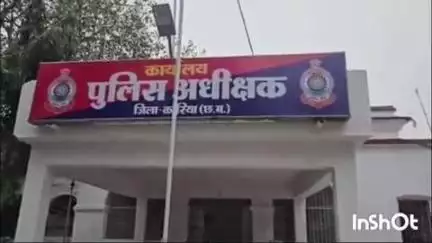 कार्यालय
पुलिस अधीक्षक
जिला-कोरिया (छ.ग.)
InShOt